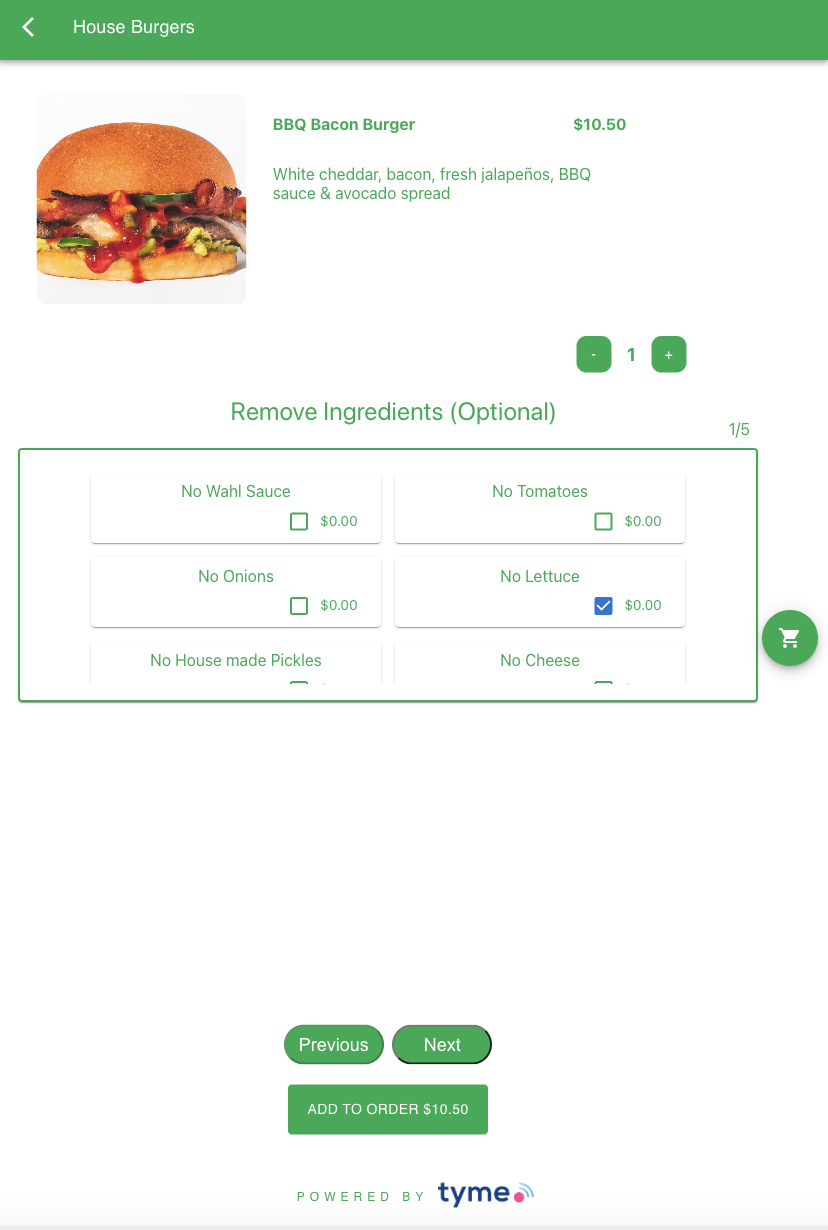 House Burgers
BBQ Bacon Burger $10.50
White cheddar, bacon, fresh jalapeños, BBQ
sauce & avocado spread
- 1 +
Remove Ingredients (Optional)
1/5
No Wahl Sauce
$0.00
No Tomatoes
$0.00
No Onions
$0.00
No Lettuce
$0.00
No House made Pickles
No Cheese
Previous Next
ADD TO ORDER $10.50
POWERED BY tyme